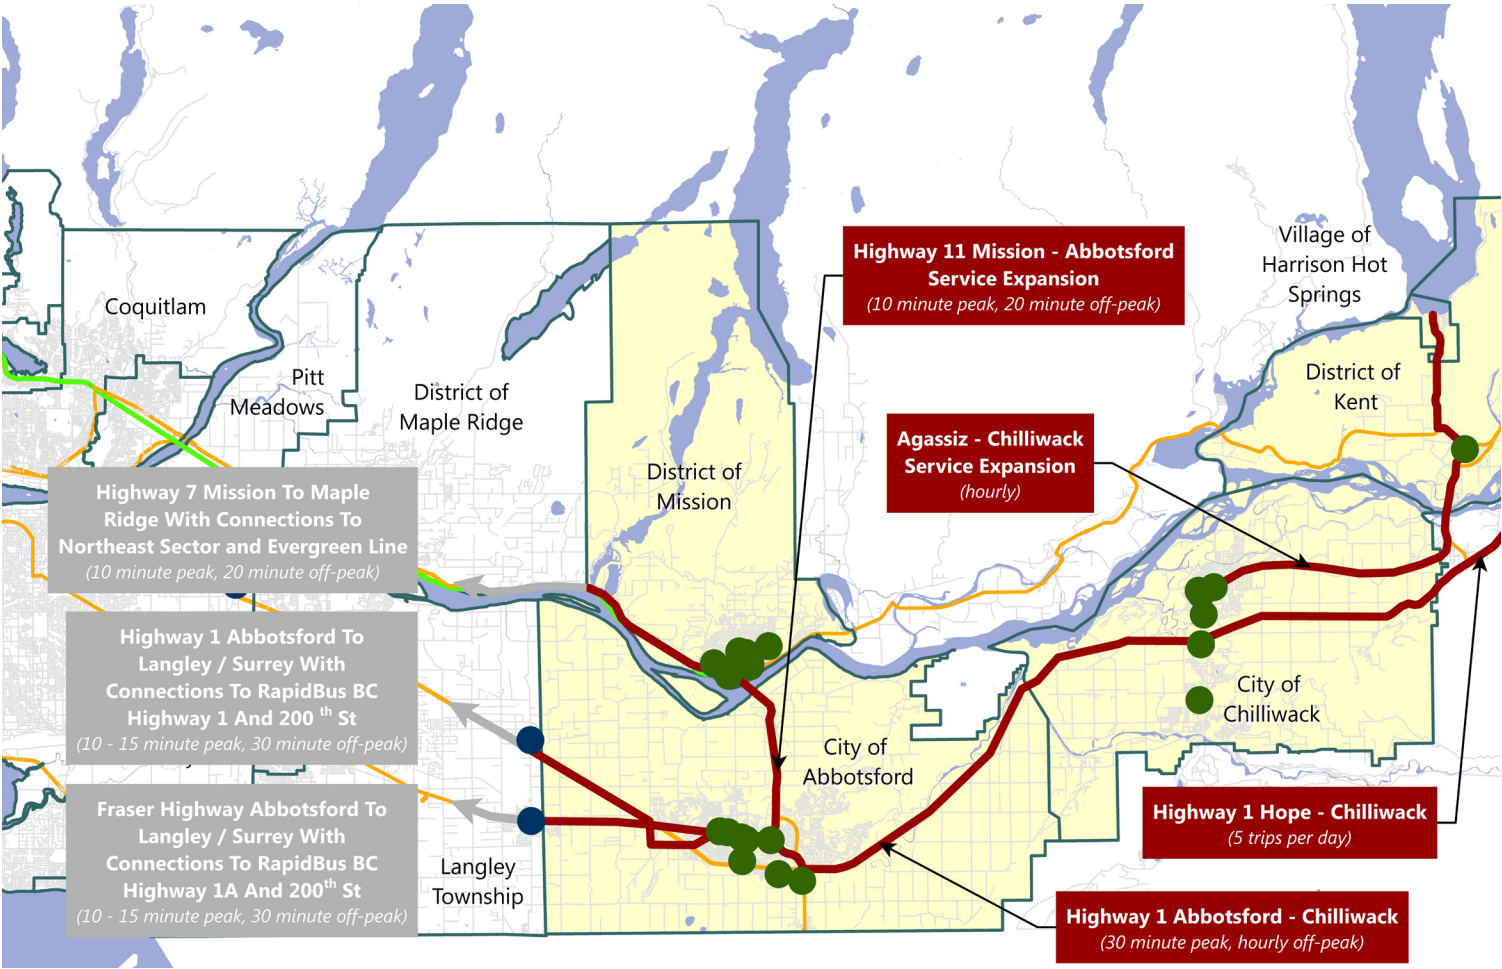 Coquitlam
Pitt
Meadows
District of
Maple Ridge
District of
Mission
Highway 11 Mission - Abbotsford
Service Expansion
(10 minute peak, 20 minute off-peak)
Village of
Harrison Hot
Springs
District of
Kent
Agassiz - Chilliwack
Service Expansion
(hourly)
Highway 7 Mission To Maple
Ridge With Connections To
Northeast Sector and Evergreen Line
(10 minute peak, 20 minute off-peak)
Highway 1 Abbotsford To
Langley / Surrey With
Connections To RapidBus BC
Highway 1 And 200 th St
(10 - 15 minute peak, 30 minute off-peak)
Fraser Highway Abbotsford To
Langley / Surrey With
Connections To RapidBus BC
Highway 1A And 200th St
(10 - 15 minute peak, 30 minute off-peak)
Langley
Township
City of
Abbotsford
City of
Chilliwack
Highway 1 Hope - Chilliwack
(5 trips per day)
Highway 1 Abbotsford - Chilliwack
(30 minute peak, hourly off-peak)